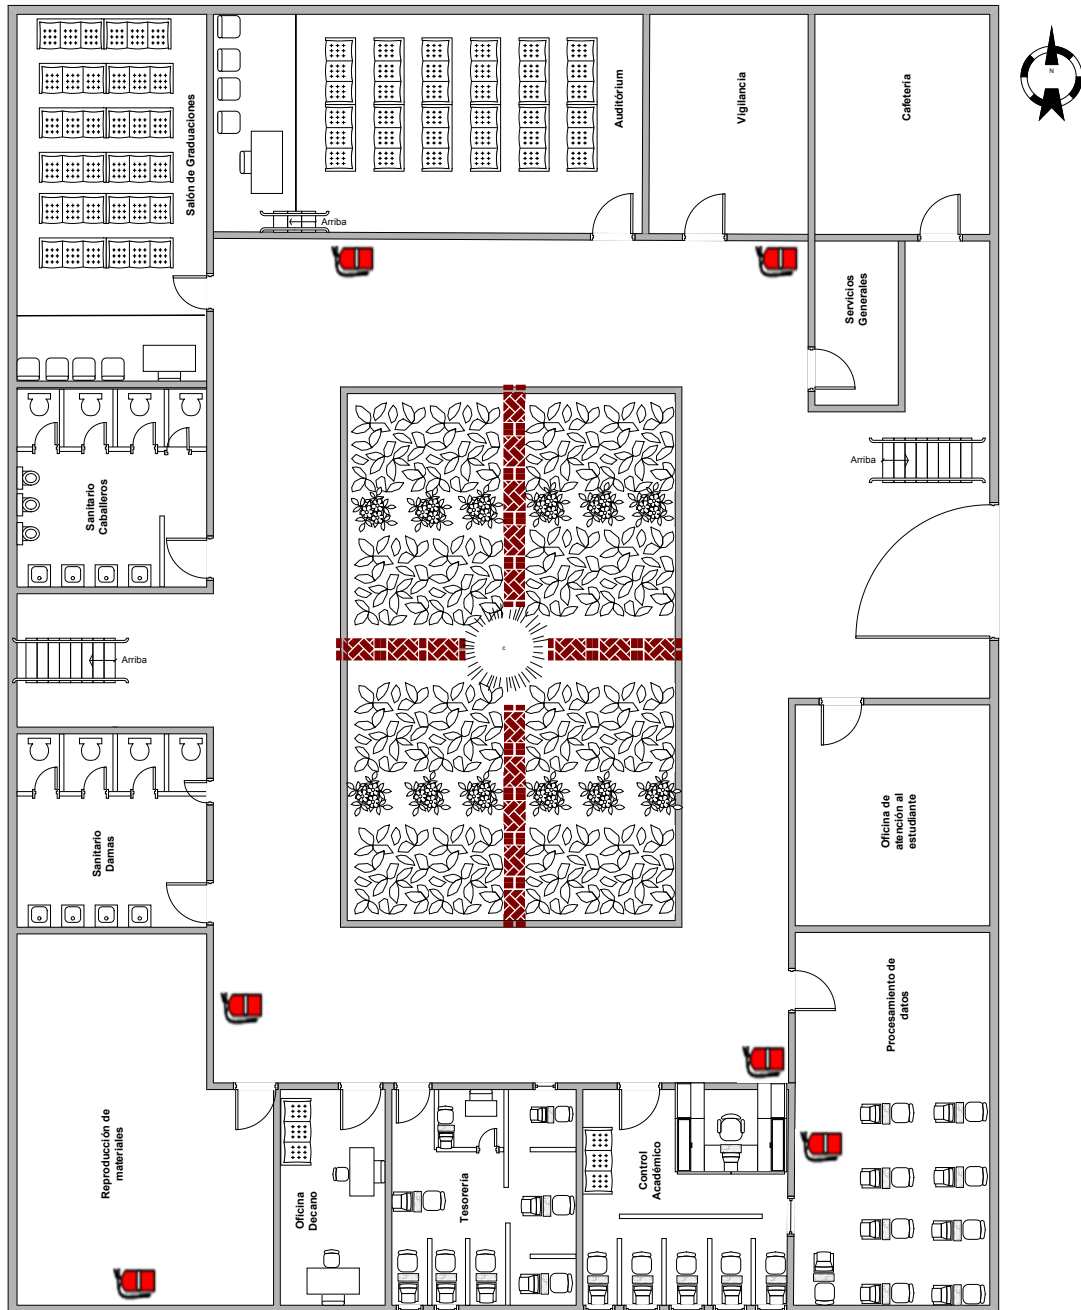 Salón de Graduaciones
Auditórium
Vigilancia
Cafetería
N
Arriba
Servicios
Generales
Arriba
Sanitario
Caballeros
Arriba
C
Oficina de
atención al
estudiante
Sanitario
Damas
Procesamiento de
datos
Reproducción de
materiales
Oficina
Decano
Tesorería
Control
Académico